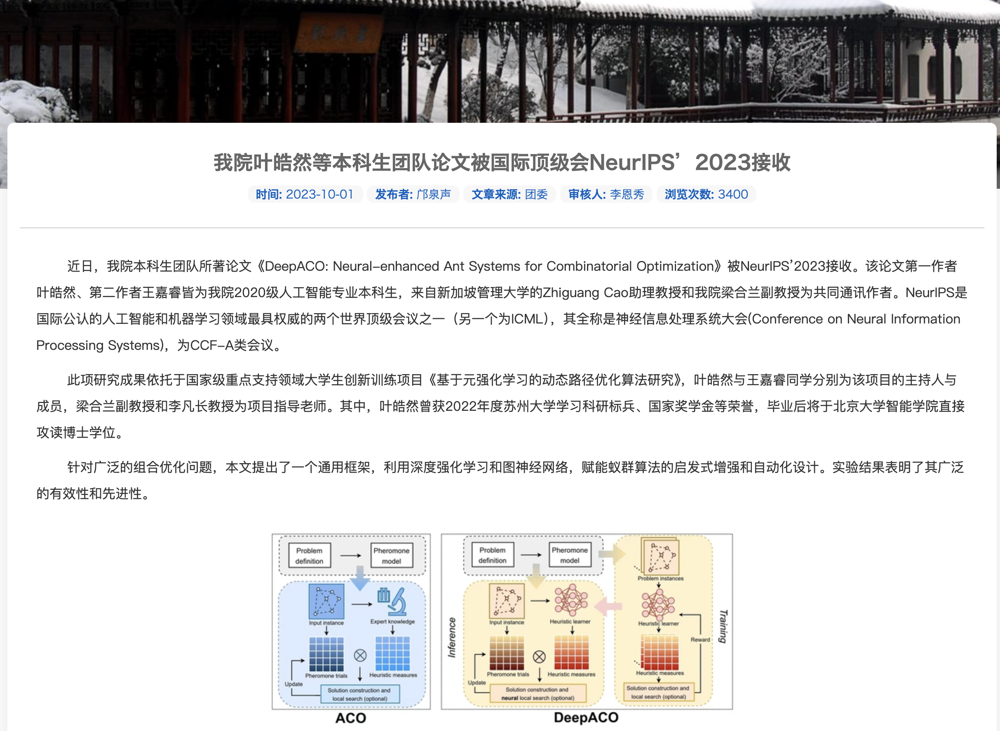 我院叶皓然等本科生团队论文被国际顶级会NeurIPS’2023接收
时间: 2023-10-01 发布者: 邝泉声 文章来源: 团委 审核人: 李恩秀 浏览次数: 3400
近日，我院本科生团队所著论文《DeepACO: Neural-enhanced Ant Systems for Combinatorial Optimization》被NeurIPS’2023接收。该论文第一作者
叶皓然、第二作者王嘉睿皆为我院2020级人工智能专业本科生，来自新加坡管理大学的Zhiguang Cao助理教授和我院梁合兰副教授为共同通讯作者。NeurIPS是
国际公认的人工智能和机器学习领域最具权威的两个世界顶级会议之一（另一个为ICML），其全称是神经信息处理系统大会(Conference on Neural Information
Processing Systems)，为CCF-A类会议。
此项研究成果依托于国家级重点支持领域大学生创新训练项目《基于元强化学习的动态路径优化算法研究》，叶皓然与王嘉睿同学分别为该项目的主持人与
成员，梁合兰副教授和李凡长教授为项目指导老师。其中，叶皓然曾获2022年度苏州大学学习科研标兵、国家奖学金等荣誉，毕业后将于北京大学智能学院直接
攻读博士学位。
针对广泛的组合优化问题，本文提出了一个通用框架，利用深度强化学习和图神经网络，赋能蚁群算法的启发式增强和自动化设计。实验结果表明了其广泛
的有效性和先进性。
Problem
definition
Pheromone
model
Input instance
Expert knowledge
Pheromone trials
Heuristic measures
Update
Solution construction and
local search (optional)
ACO
Problem
definition
Pheromone
model
Inference
Input instance
Heuristic learner
Pheromone trials
Heuristic measures
Update
Solution construction and
neural local search (optional)
Problem instances
Heuristic learner
Reward
Heuristic measures
Solution construction and
local search (optional)
Training
DeepACO